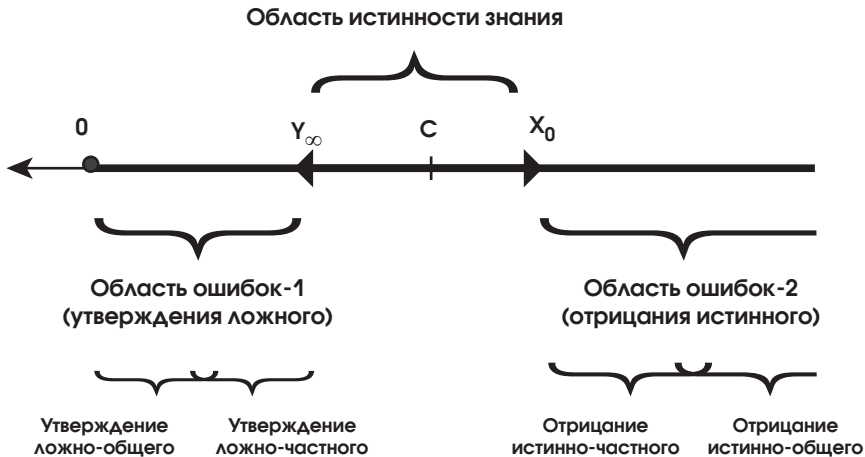 Область истинности знания
0 Y∞ C X0
Область ошибок-1
(утверждения ложного)
Область ошибок-2
(отрицания истинного)
Утверждение
ложно-общего
Утверждение
ложно-частного
Отрицание
истинно-частного
Отрицание
истинно-общего